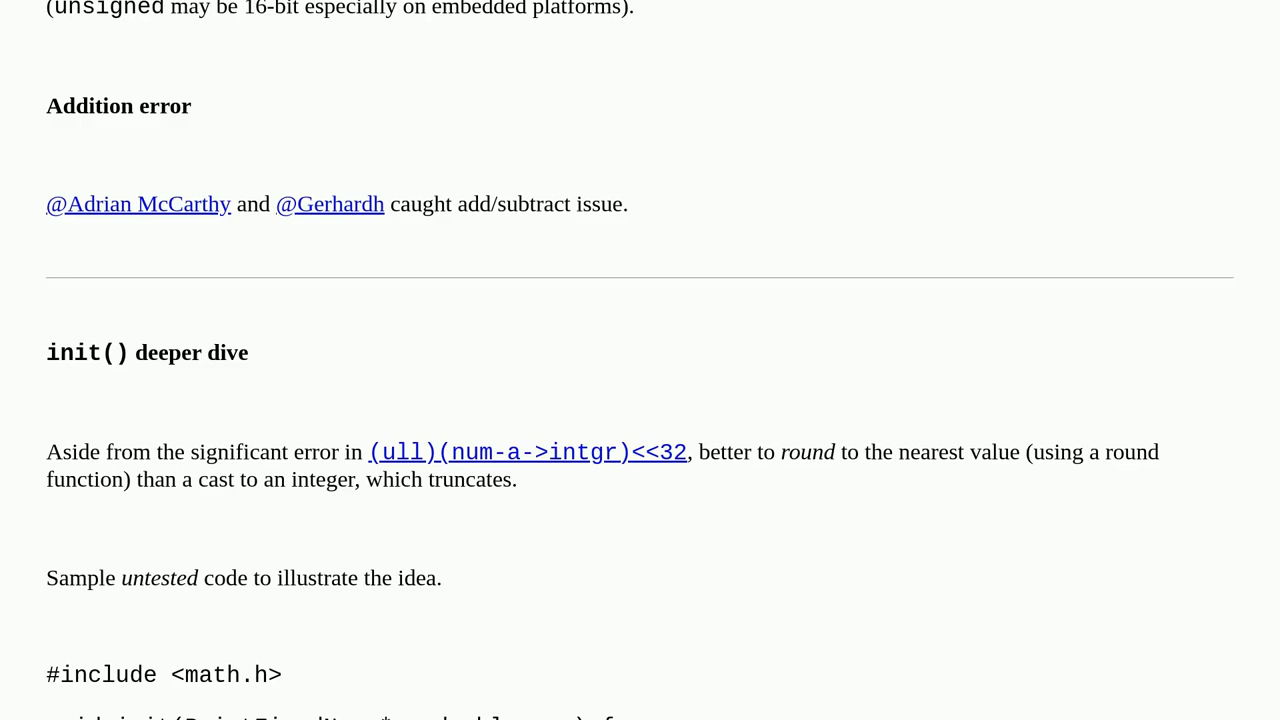 (unsigned may be 16-bit especially on embedded platforms).
Addition error
@Adrian McCarthy and @Gerhardh caught add/subtract issue.
init() deeper dive
Aside from the significant error in (ull)(num-a->intgr)<<32, better to round to the nearest value (using a round
function) than a cast to an integer, which truncates.
Sample untested code to illustrate the idea.
#include <math.h>